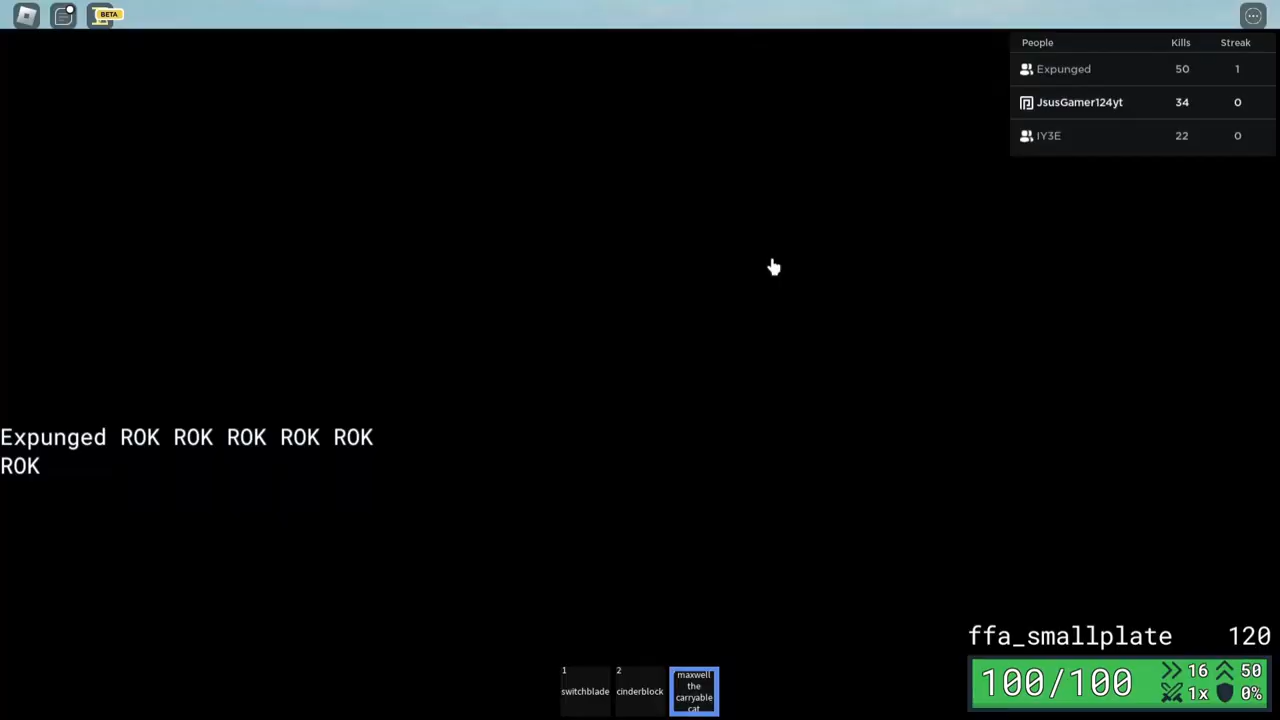 BETA
People Kills Streak
Expunged 50 1
JsusGamer124yt 34 0
IY3E 22 0
Expunged ROK ROK ROK ROK ROK
ROK
ffa_smallplate 120
100/100 16 50
1x 0%
1 switchblade
2 cinderblock
maxwell
the
carryable
cat